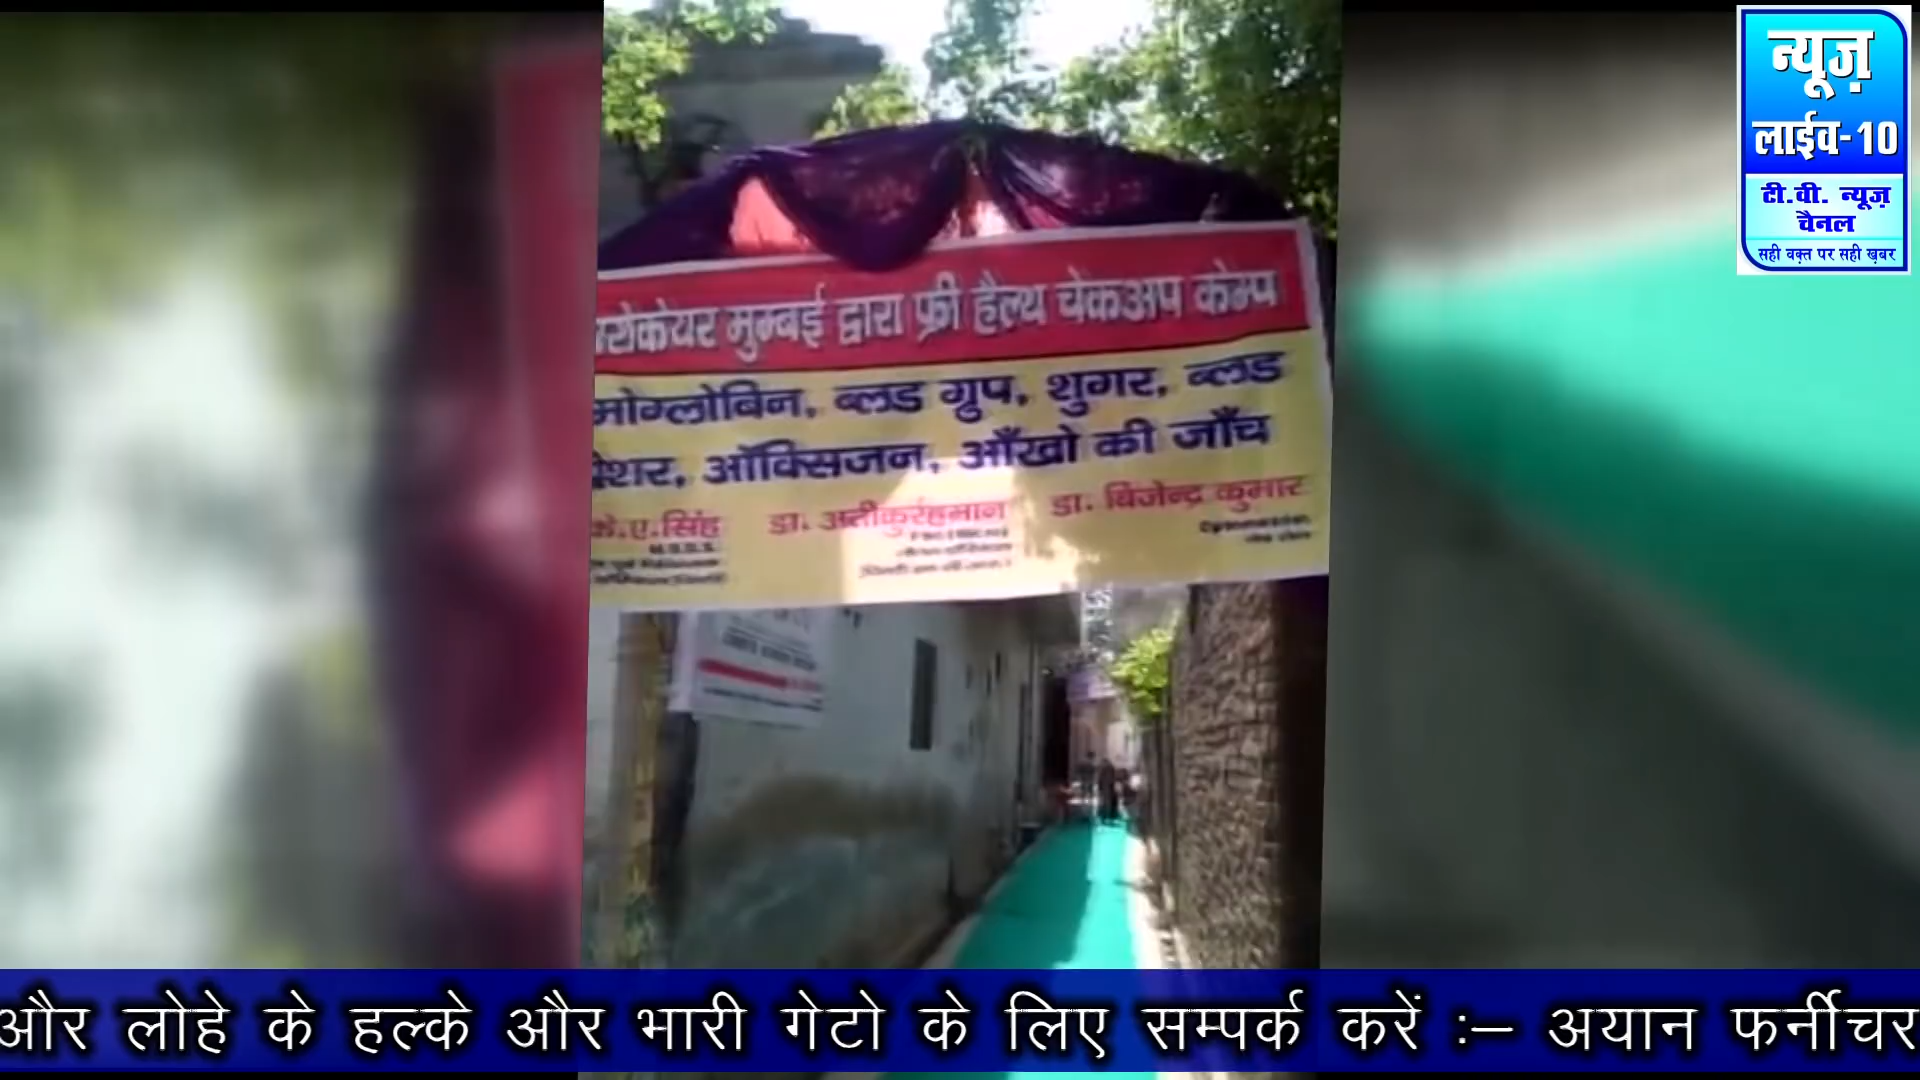 न्यूज़
लाईव-10
टी.वी. न्यूज़
चैनल
सही वक़्त पर सही ख़बर
मुम्बई द्वारा फ्री हैल्थ चेकअप केम्प
मोग्लोबिन, ब्लड ग्रुप, शुगर, ब्लड
ेशर, ऑक्सिजन, आँखो की जाँच
के.ए.सिंह डा. अतीकुर्रहमान डा. बिजेन्द्र कुमार
M.B.B.S.
और लोहे के हल्के और भारी गेटो के लिए सम्पर्क करें :– अयान फर्नीचर